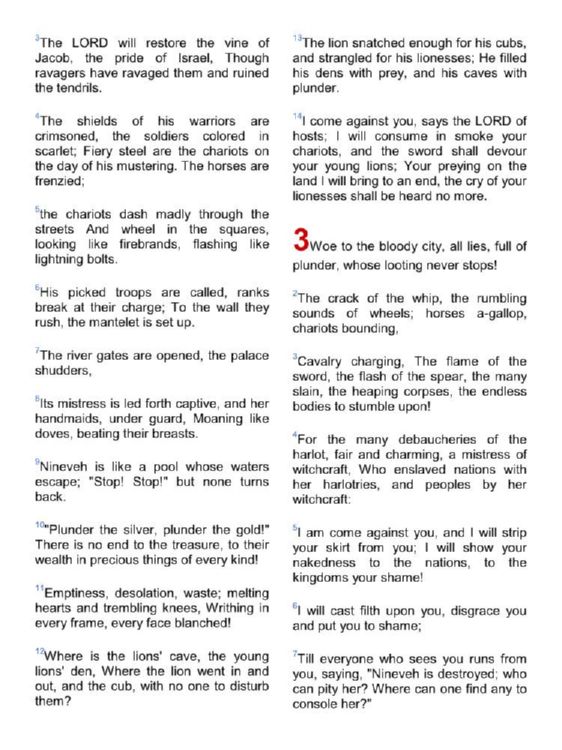 3The LORD will restore the vine of
Jacob, the pride of Israel, Though
ravagers have ravaged them and ruined
the tendrils.
4The shields of his warriors are
crimsoned, the soldiers colored in
scarlet; Fiery steel are the chariots on
the day of his mustering. The horses are
frenzied;
5the chariots dash madly through the
streets And wheel in the squares,
looking like firebrands, flashing like
lightning bolts.
6His picked troops are called, ranks
break at their charge; To the wall they
rush, the mantelet is set up.
7The river gates are opened, the palace
shudders,
8Its mistress is led forth captive, and her
handmaids, under guard, Moaning like
doves, beating their breasts.
9Nineveh is like a pool whose waters
escape; "Stop! Stop!" but none turns
back.
10"Plunder the silver, plunder the gold!"
There is no end to the treasure, to their
wealth in precious things of every kind!
11Emptiness, desolation, waste; melting
hearts and trembling knees, Writhing in
every frame, every face blanched!
12Where is the lions' cave, the young
lions' den, Where the lion went in and
out, and the cub, with no one to disturb
them?
13The lion snatched enough for his cubs,
and strangled for his lionesses; He filled
his dens with prey, and his caves with
plunder.
14I come against you, says the LORD of
hosts; I will consume in smoke your
chariots, and the sword shall devour
your young lions; Your preying on the
land I will bring to an end, the cry of your
lionesses shall be heard no more.
3Woe to the bloody city, all lies, full of
plunder, whose looting never stops!
2The crack of the whip, the rumbling
sounds of wheels; horses a-gallop,
chariots bounding,
3Cavalry charging, The flame of the
sword, the flash of the spear, the many
slain, the heaping corpses, the endless
bodies to stumble upon!
4For the many debaucheries of the
harlot, fair and charming, a mistress of
witchcraft, Who enslaved nations with
her harlotries, and peoples by her
witchcraft:
5I am come against you, and I will strip
your skirt from you; I will show your
nakedness to the nations, to the
kingdoms your shame!
6I will cast filth upon you, disgrace you
and put you to shame;
7Till everyone who sees you runs from
you, saying, "Nineveh is destroyed; who
can pity her? Where can one find any to
console her?"